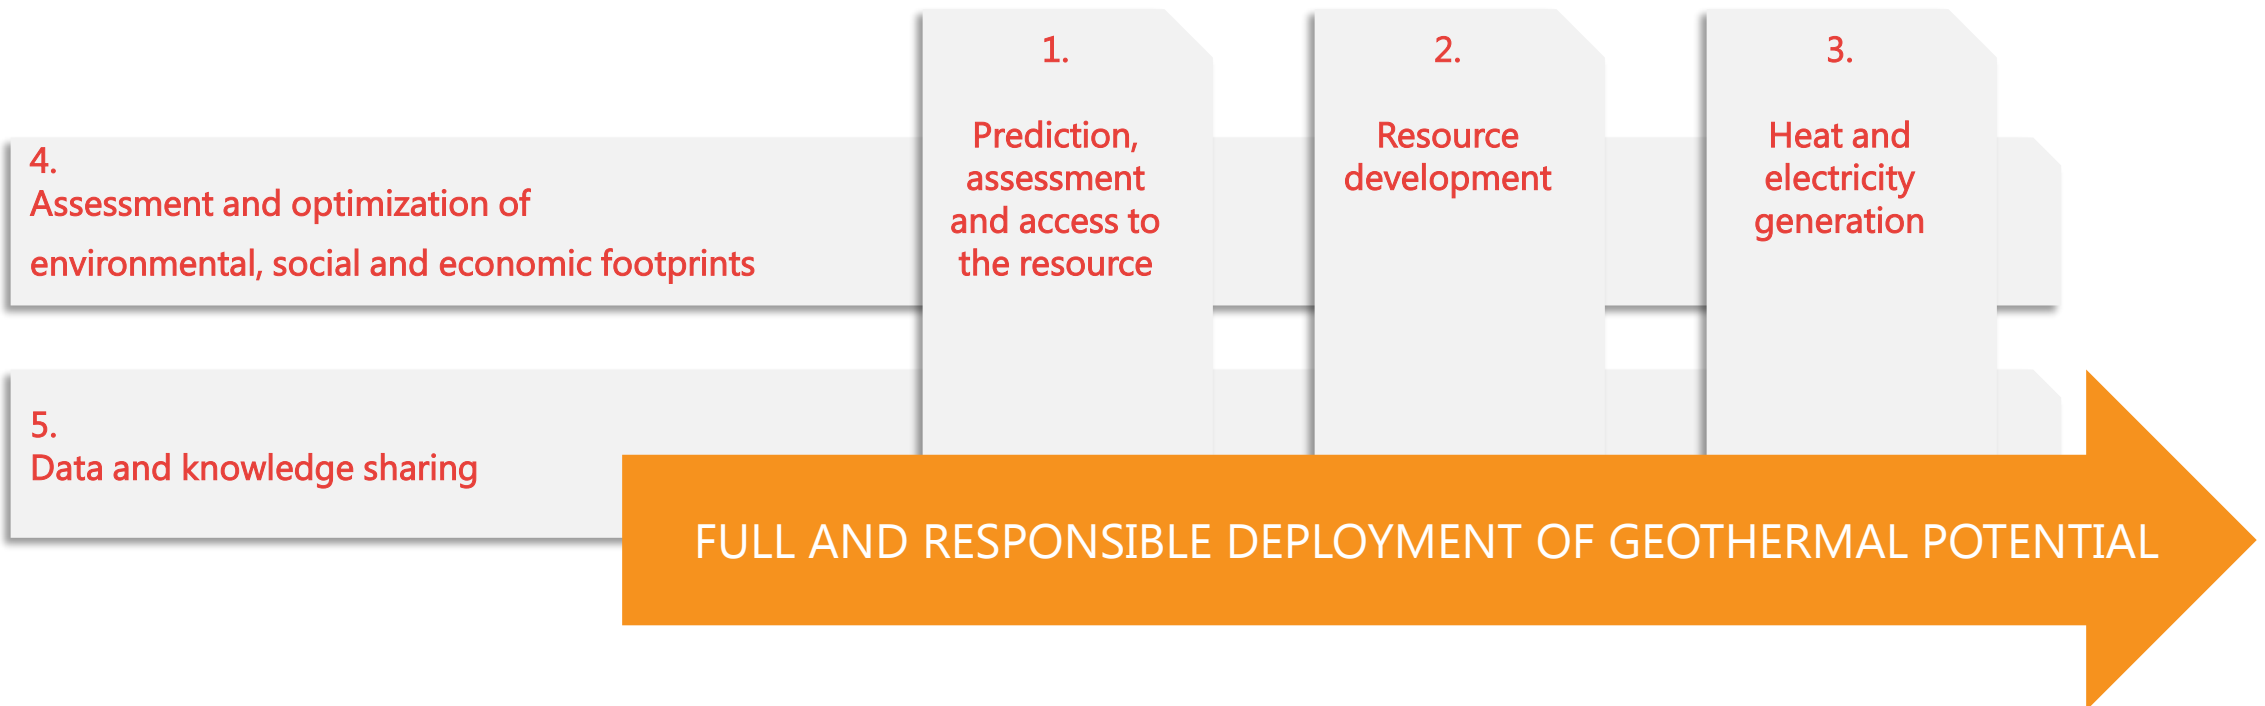 1.
Prediction,
assessment
and access to
the resource
2.
Resource
development
3.
Heat and
electricity
generation
4.
Assessment and optimization of
environmental, social and economic footprints
5.
Data and knowledge sharing
FULL AND RESPONSIBLE DEPLOYMENT OF GEOTHERMAL POTENTIAL